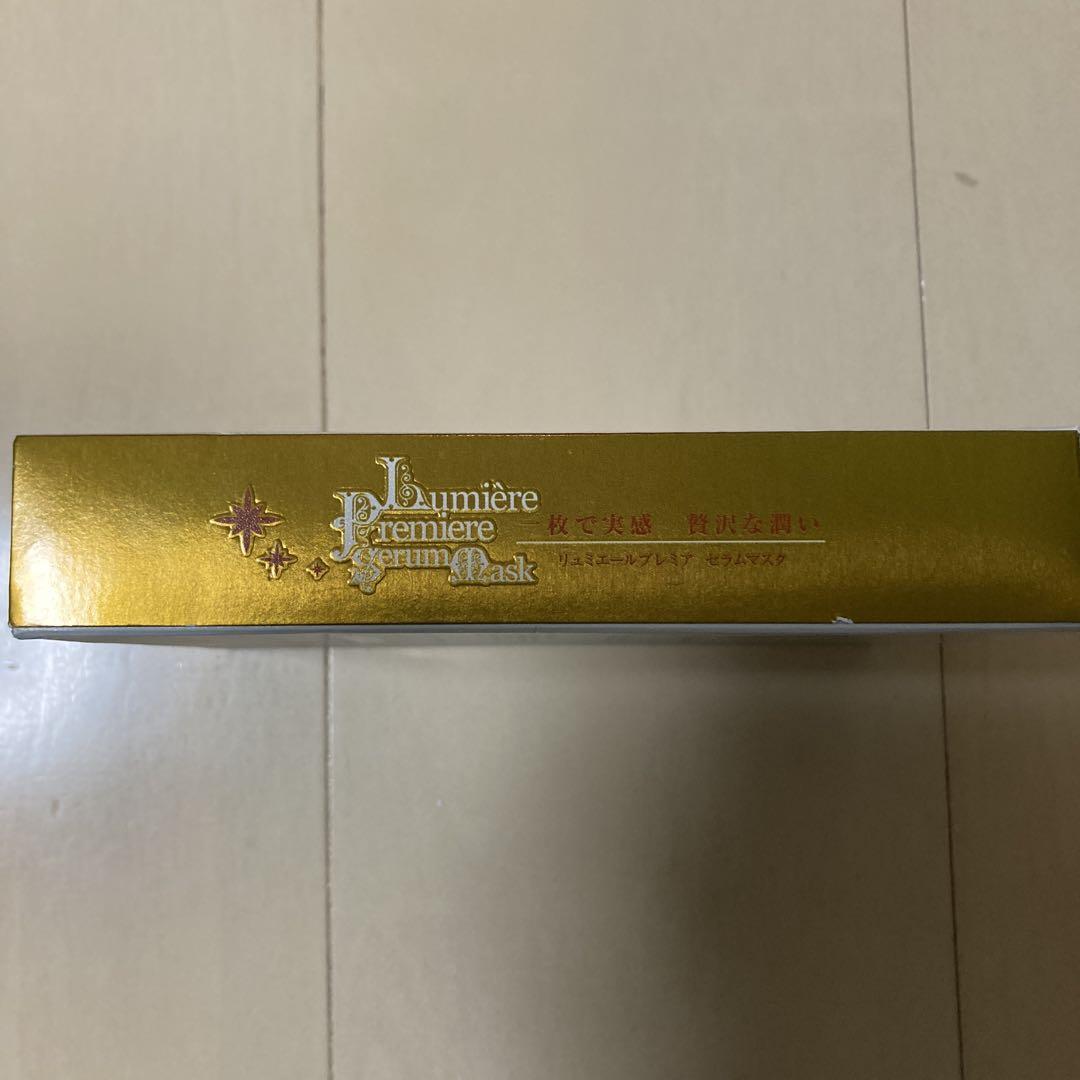 Lumière
Premiere
Serum Mask
一枚で実感　贅沢な潤い
リュミエールプレミア セラムマスク